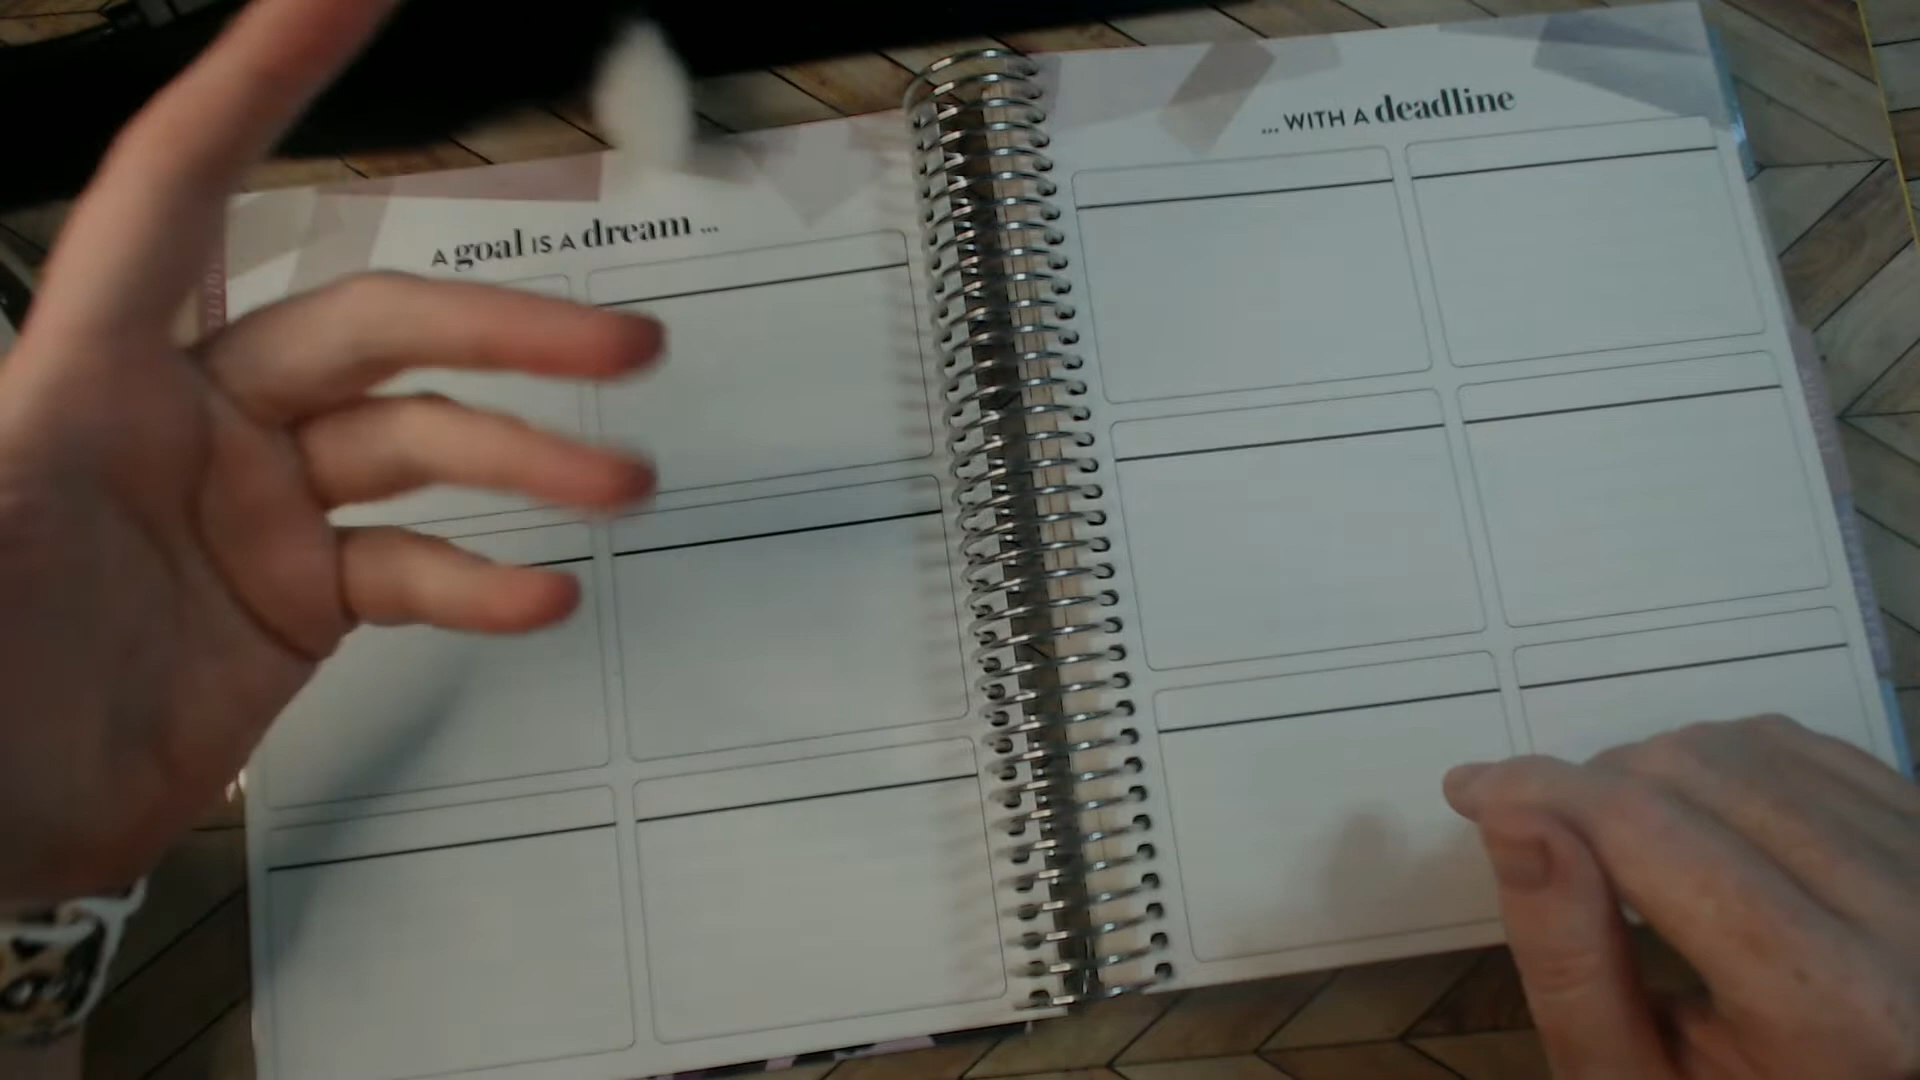 A goal IS A dream ...
... WITH A deadline